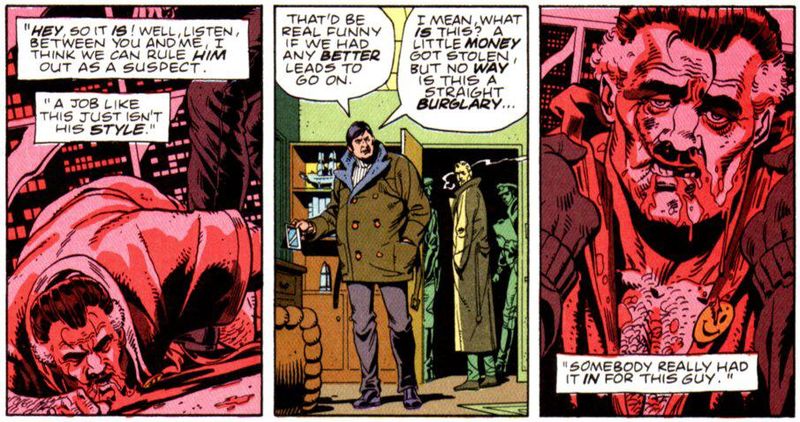 "HEY, SO IT IS! WELL, LISTEN,
BETWEEN YOU AND ME, I
THINK WE CAN RULE HIM
OUT AS A SUSPECT.
"A JOB LIKE
THIS JUST ISN'T
HIS STYLE."
THAT'D BE
REAL FUNNY
IF WE HAD
ANY BETTER
LEADS TO
GO ON.
I MEAN, WHAT
IS THIS? A
LITTLE MONEY
GOT STOLEN,
BUT NO WAY
IS THIS A
STRAIGHT
BURGLARY...
"SOMEBODY REALLY HAD
IT IN FOR THIS GUY."